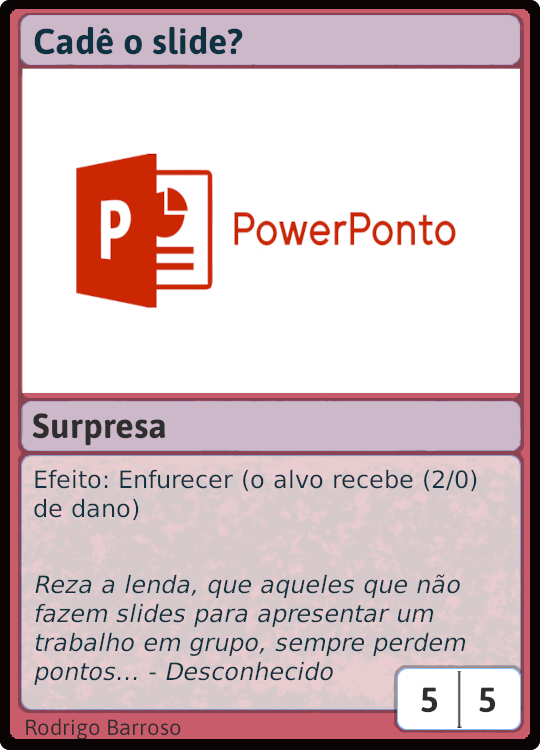 Cadê o slide?
P
PowerPonto
Surpresa
Efeito: Enfurecer (o alvo recebe (2/0)
de dano)
Reza a lenda, que aqueles que não
fazem slides para apresentar um
trabalho em grupo, sempre perdem
pontos... - Desconhecido
5 | 5
Rodrigo Barroso